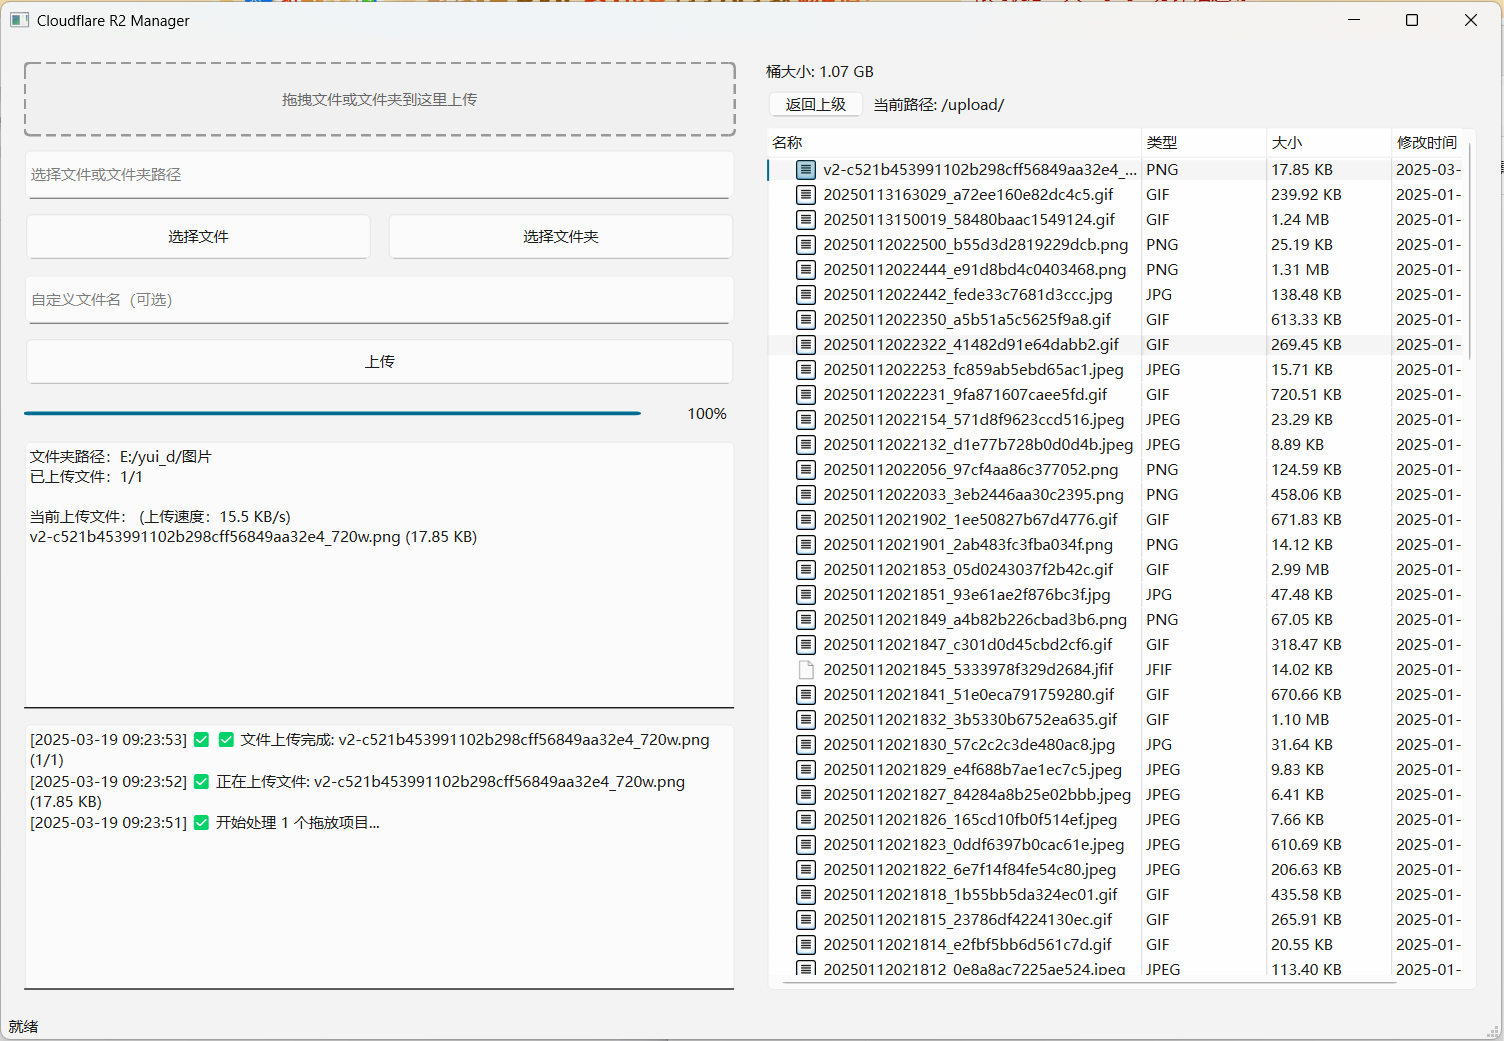 Cloudflare R2 Manager
拖拽文件或文件夹到这里上传
选择文件或文件夹路径
选择文件
选择文件夹
自定义文件名（可选）
上传
100%
文件夹路径：E:/yui_d/图片
已上传文件：1/1
当前上传文件：（上传速度：15.5 KB/s）
v2-c521b453991102b298cff56849aa32e4_720w.png (17.85 KB)
[2025-03-19 09:23:53] ✅ ✅ 文件上传完成: v2-c521b453991102b298cff56849aa32e4_720w.png
(1/1)
[2025-03-19 09:23:52] ✅ 正在上传文件: v2-c521b453991102b298cff56849aa32e4_720w.png
(17.85 KB)
[2025-03-19 09:23:51] ✅ 开始处理 1 个拖放项目...
就绪
桶大小: 1.07 GB
返回上级 当前路径: /upload/
名称 类型 大小 修改时间
v2-c521b453991102b298cff56849aa32e4_... PNG 17.85 KB 2025-03-
20250113163029_a72ee160e82dc4c5.gif GIF 239.92 KB 2025-01-
20250113150019_58480baac1549124.gif GIF 1.24 MB 2025-01-
20250112022500_b55d3d2819229dcb.png PNG 25.19 KB 2025-01-
20250112022444_e91d8bd4c0403468.png PNG 1.31 MB 2025-01-
20250112022442_fede33c7681d3ccc.jpg JPG 138.48 KB 2025-01-
20250112022350_a5b51a5c5625f9a8.gif GIF 613.33 KB 2025-01-
20250112022322_41482d91e64dabb2.gif GIF 269.45 KB 2025-01-
20250112022253_fc859ab5ebd65ac1.jpeg JPEG 15.71 KB 2025-01-
20250112022231_9fa871607caee5fd.gif GIF 720.51 KB 2025-01-
20250112022154_571d8f9623ccd516.jpeg JPEG 23.29 KB 2025-01-
20250112022132_d1e77b728b0d0d4b.jpeg JPEG 8.89 KB 2025-01-
20250112022056_97cf4aa86c377052.png PNG 124.59 KB 2025-01-
20250112022033_3eb2446aa30c2395.png PNG 458.06 KB 2025-01-
20250112021902_1ee50827b67d4776.gif GIF 671.83 KB 2025-01-
20250112021901_2ab483fc3fba034f.png PNG 14.12 KB 2025-01-
20250112021853_05d0243037f2b42c.gif GIF 2.99 MB 2025-01-
20250112021851_93e61ae2f876bc3f.jpg JPG 47.48 KB 2025-01-
20250112021849_a4b82b226cbad3b6.png PNG 67.05 KB 2025-01-
20250112021847_c301d0d45cbd2cf6.gif GIF 318.47 KB 2025-01-
20250112021845_5333978f329d2684.jfif JFIF 14.02 KB 2025-01-
20250112021841_51e0eca791759280.gif GIF 670.66 KB 2025-01-
20250112021832_3b5330b6752ea635.gif GIF 1.10 MB 2025-01-
20250112021830_57c2c2c3de480ac8.jpg JPG 31.64 KB 2025-01-
20250112021829_e4f688b7ae1ec7c5.jpeg JPEG 9.83 KB 2025-01-
20250112021827_84284a8b25e02bbb.jpeg JPEG 6.41 KB 2025-01-
20250112021826_165cd10fb0f514ef.jpeg JPEG 7.66 KB 2025-01-
20250112021823_0ddf6397b0cac61e.jpeg JPEG 610.69 KB 2025-01-
20250112021822_6e7f14f84fe54c80.jpeg JPEG 206.63 KB 2025-01-
20250112021818_1b55bb5da324ec01.gif GIF 435.58 KB 2025-01-
20250112021815_23786df4224130ec.gif GIF 265.91 KB 2025-01-
20250112021814_e2fbf5bb6d561c7d.gif GIF 20.55 KB 2025-01-
20250112021812_0e8a8ac7225ae524.jpeg JPEG 113.40 KB 2025-01-